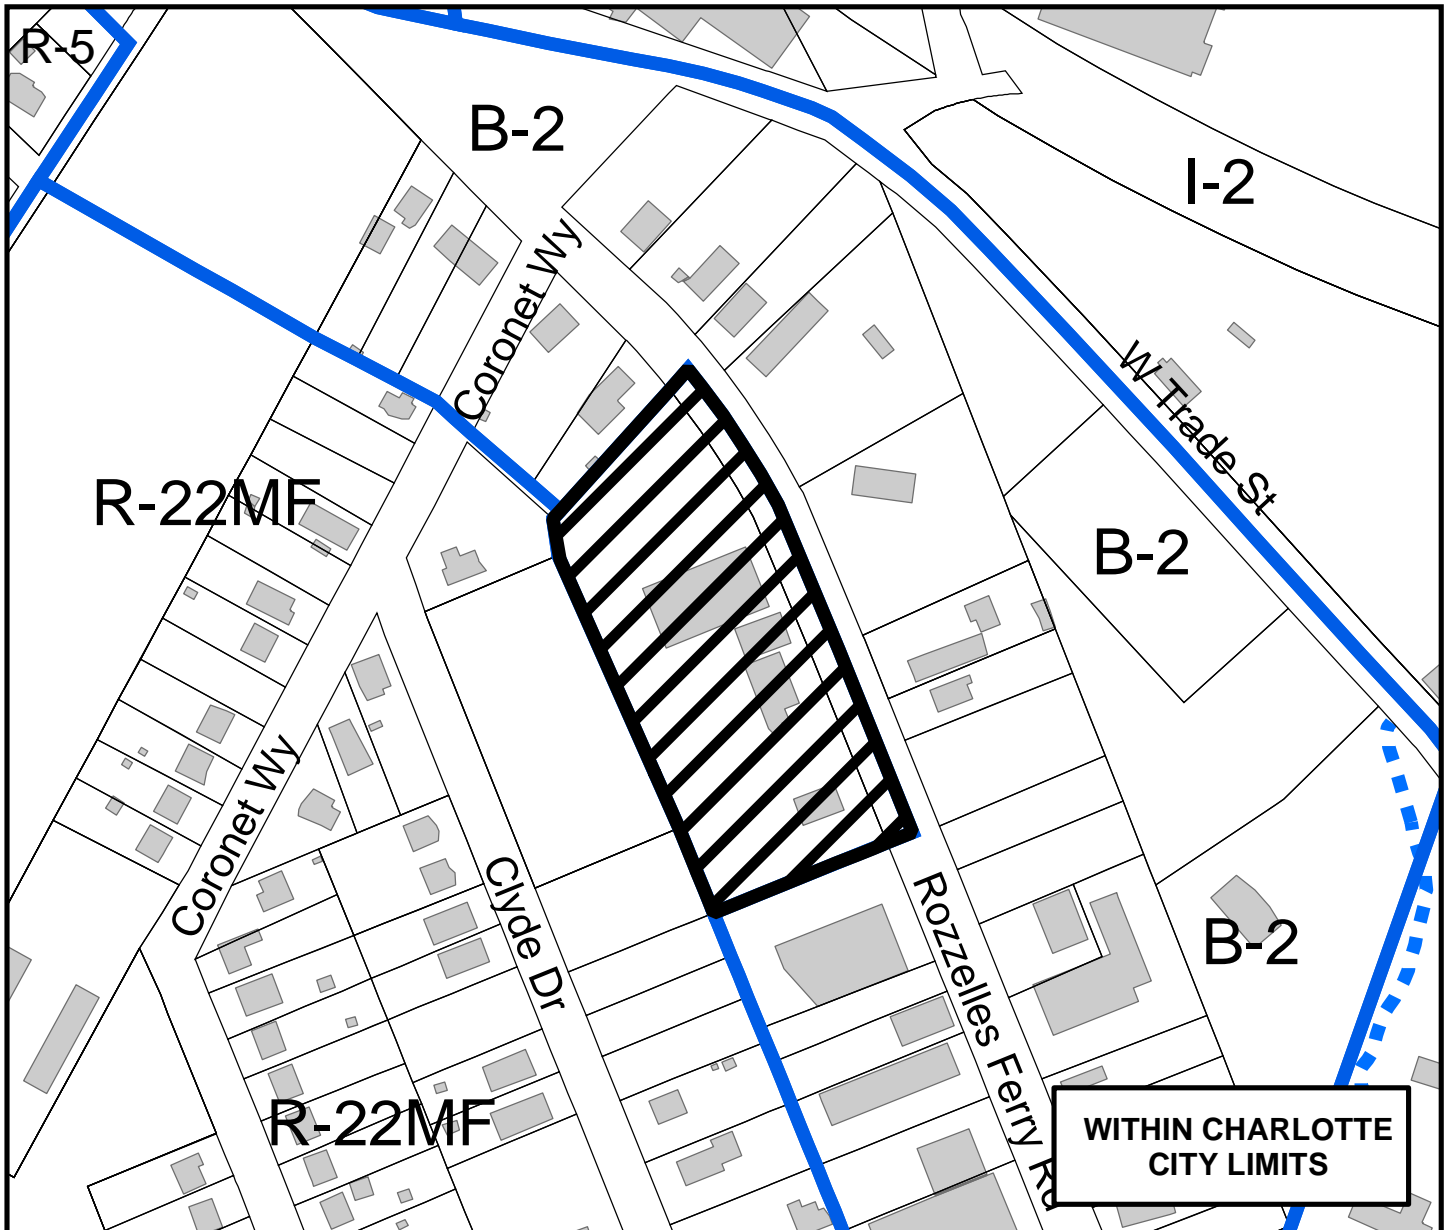 R-5
B-2
I-2
Coronet Wy
W Trade St
R-22MF
B-2
Coronet Wy
Clyde Dr
Rozzelles Ferry Rd
B-2
R-22MF
WITHIN CHARLOTTE
CITY LIMITS